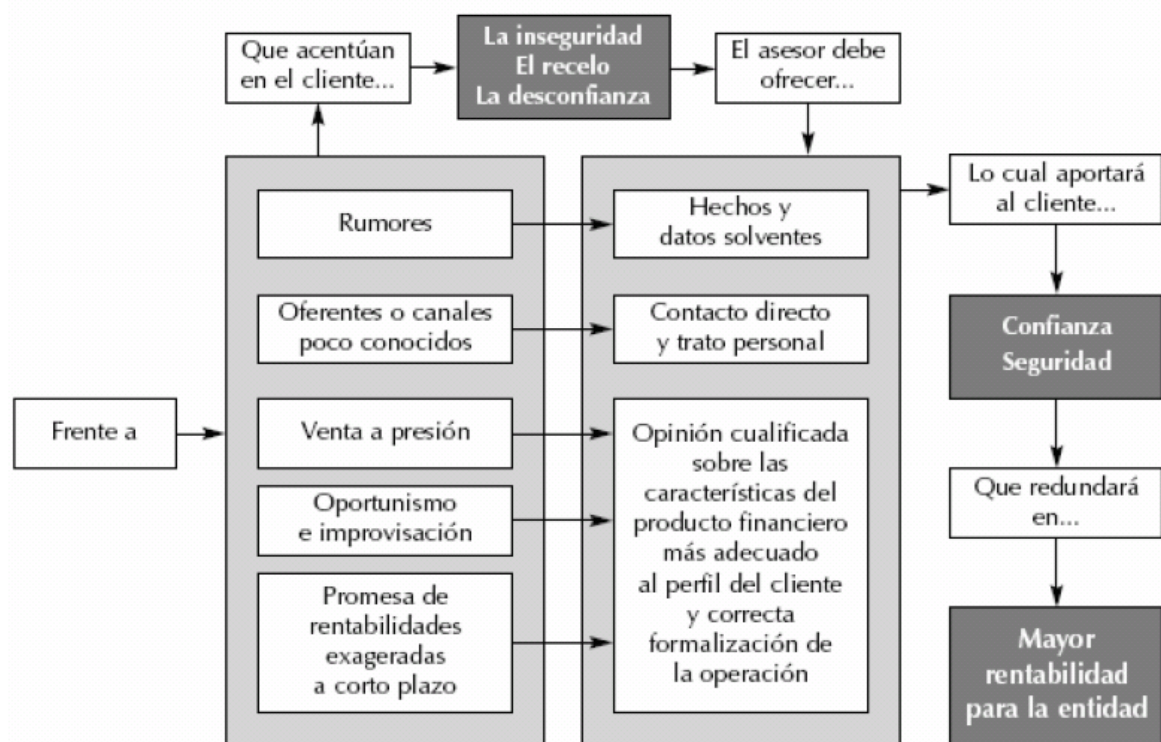 Que acentúan
en el cliente...
La inseguridad
El recelo
La desconfianza
El asesor debe
ofrecer...
Frente a
Rumores
Oferentes o canales
poco conocidos
Venta a presión
Oportunismo
e improvisación
Promesa de
rentabilidades
exageradas
a corto plazo
Hechos y
datos solventes
Contacto directo
y trato personal
Opinión cualificada
sobre las
características del
producto financiero
más adecuado
al perfil del cliente
y correcta
formalización de
la operación
Lo cual aportará
al cliente...
Confianza
Seguridad
Que redundará
en...
Mayor
rentabilidad
para la entidad